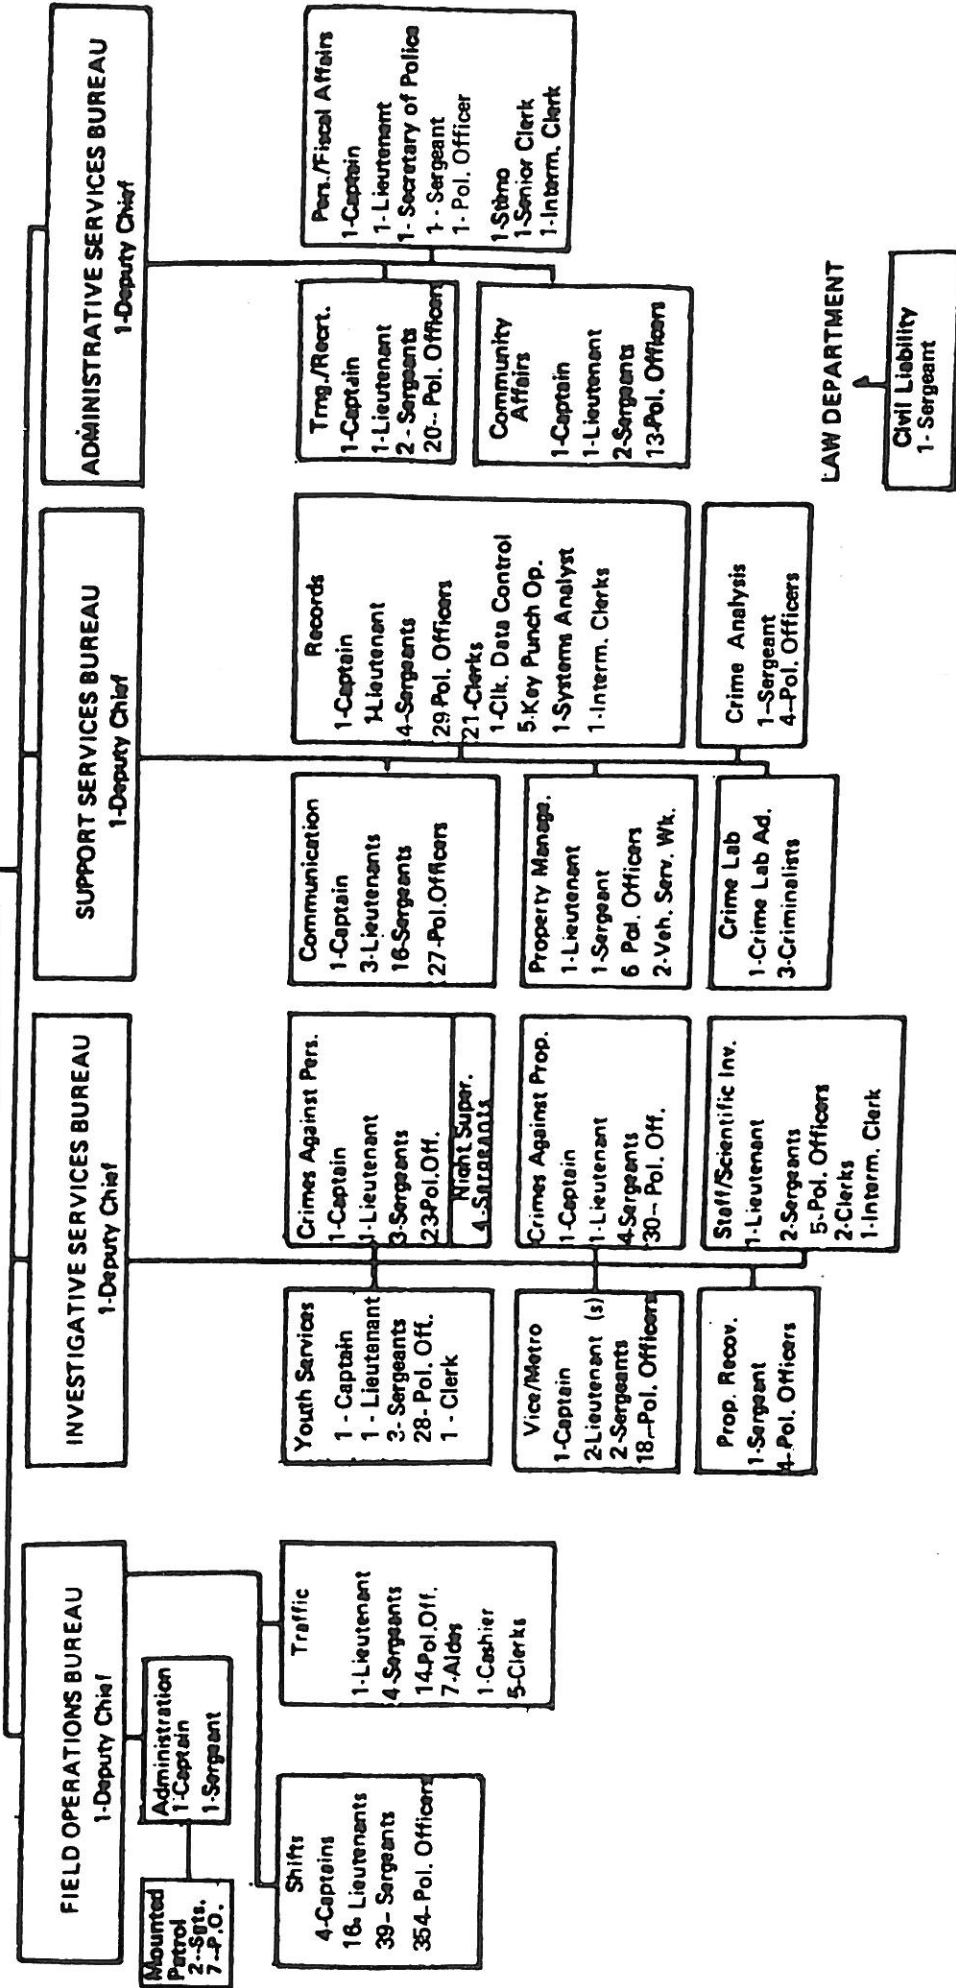 FIELD OPERATIONS BUREAU
1-Deputy Chief
Mounted
Patrol
2--Sgts.
7--P.O.
Administration
1-Captain
1-Sergeant
Shifts
4-Captains
16- Lieutenants
39- Sergeants
354- Pol. Officers
Traffic
1-Lieutenant
4-Sergeants
14-Pol.Off.
7-Aides
1-Cashier
5-Clerks
INVESTIGATIVE SERVICES BUREAU
1-Deputy Chief
Youth Services
1 - Captain
1 - Lieutenant
3- Sergeants
28- Pol. Off.
1 - Clerk
Crimes Against Pers.
1-Captain
1-Lieutenant
3-Sergeants
23-Pol.Off.
Night Super.
4-Sergeants
Vice/Metro
1-Captain
2-Lieutenant (s)
2-Sergeants
18--Pol. Officers
Crimes Against Prop.
1-Captain
1-Lieutenant
4-Sergeants
30-- Pol. Off.
Prop. Recov.
1-Sergeant
4--Pol. Officers
Staff/Scientific Inv.
1-Lieutenant
2-Sergeants
5-Pol. Officers
2-Clerks
1-Interm. Clerk
SUPPORT SERVICES BUREAU
1-Deputy Chief
Communication
1-Captain
3-Lieutenants
16-Sergeants
27-Pol.Officers
Records
1-Captain
1-Lieutenant
4-Sergeants
29 Pol. Officers
21-Clerks
1-Clk. Data Control
5-Key Punch Op.
1-Systems Analyst
1-Interm. Clerks
Property Manage.
1-Lieutenant
1-Sergeant
6 Pol. Officers
2-Veh. Serv. Wk.
Crime Lab
1-Crime Lab Ad.
3-Criminalists
Crime Analysis
1--Sergeant
4--Pol. Officers
ADMINISTRATIVE SERVICES BUREAU
1-Deputy Chief
Trng./Recrt.
1-Captain
1-Lieutenant
2 - Sergeants
20-- Pol. Officers
Pers./Fiscal Affairs
1-Captain
1- Lieutenant
1- Secretary of Police
1 - Sergeant
1 - Pol. Officer
1-Steno
1-Senior Clerk
1-Interm. Clerk
Community
Affairs
1-Captain
1-Lieutenant
2-Sergeants
13-Pol. Officers
LAW DEPARTMENT
Civil Liability
1- Sergeant